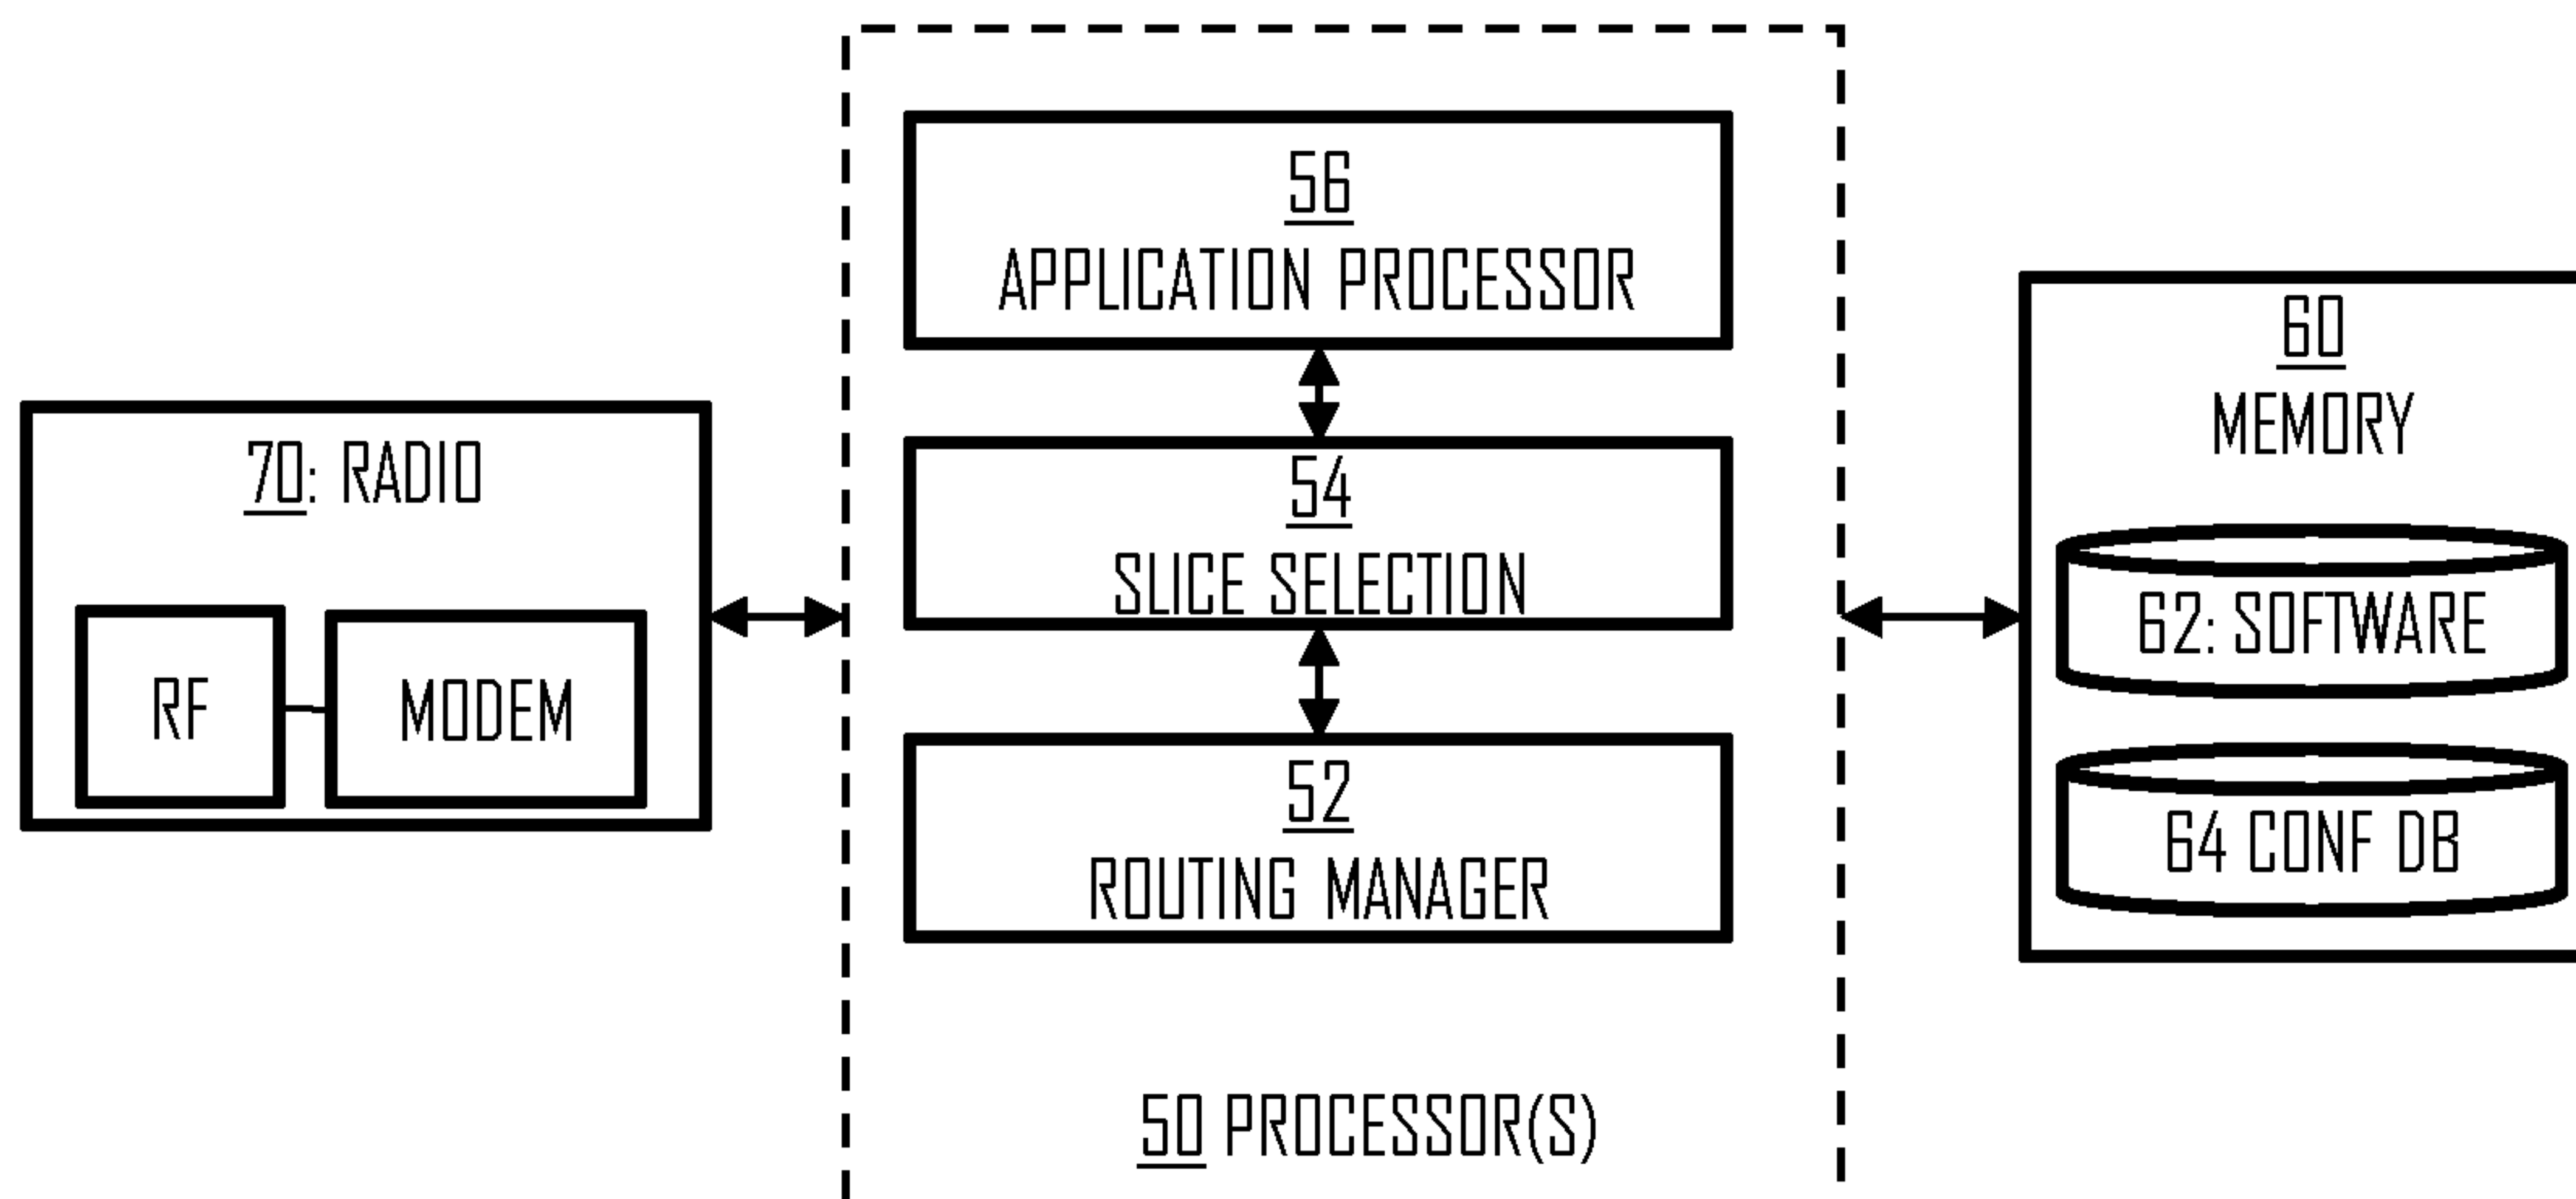 70: RADIO
RF
MODEM
56
APPLICATION PROCESSOR
54
SLICE SELECTION
52
ROUTING MANAGER
50 PROCESSOR(S)
60
MEMORY
62: SOFTWARE
64 CONF DB